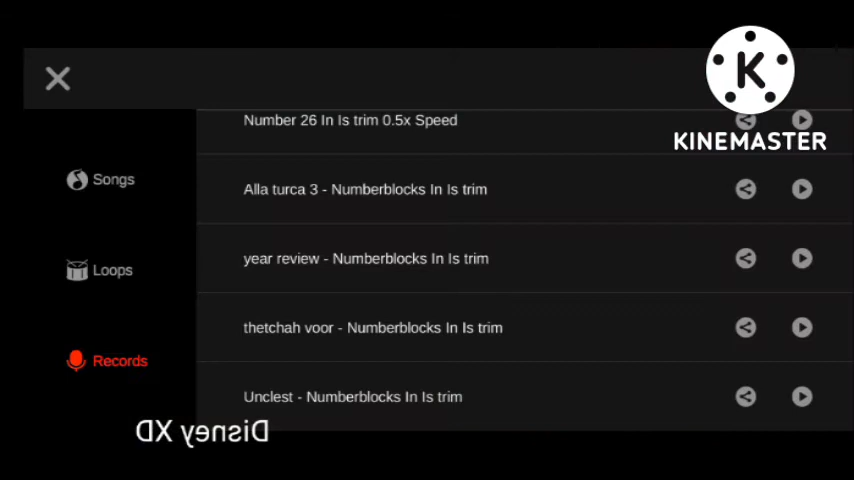 K
KINEMASTER
Number 26 In Is trim 0.5x Speed
Songs
Alla turca 3 - Numberblocks In Is trim
year review - Numberblocks In Is trim
Loops
thetchah voor - Numberblocks In Is trim
Records
Unclest - Numberblocks In Is trim
Disney XD